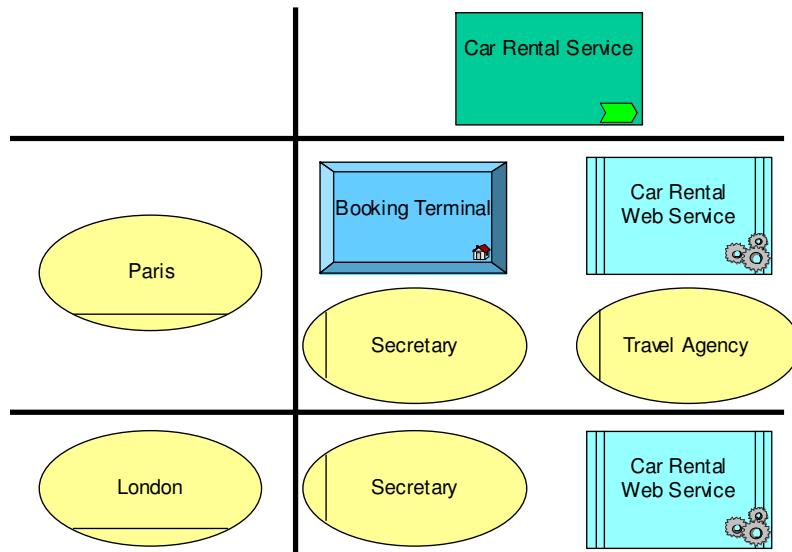 Car Rental Service
Booking Terminal
Car Rental
Web Service
Paris
Secretary
Travel Agency
London
Secretary
Car Rental
Web Service